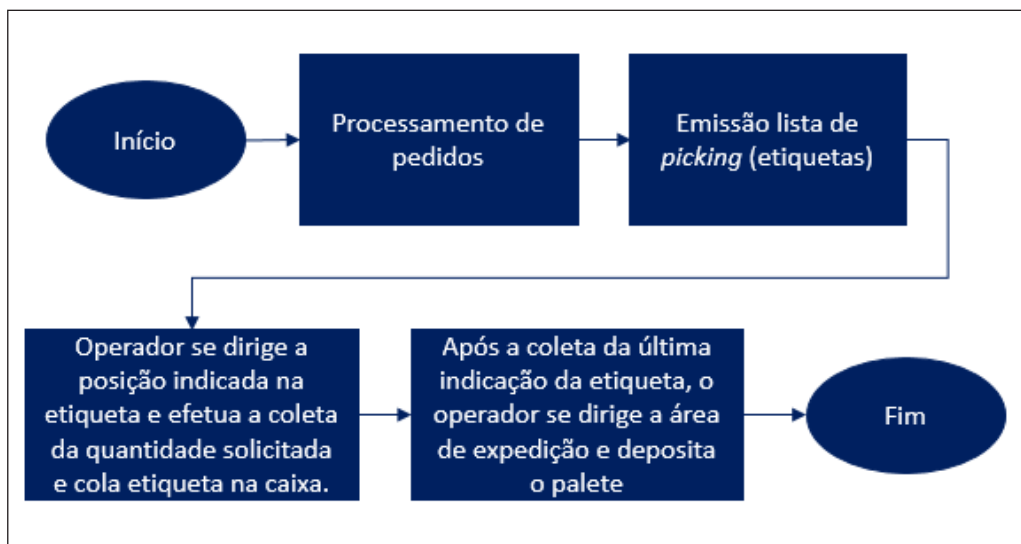 Início
Processamento de
pedidos
Emissão lista de
picking (etiquetas)
Operador se dirige a
posição indicada na
etiqueta e efetua a coleta
da quantidade solicitada
e cola etiqueta na caixa.
Após a coleta da última
indicação da etiqueta, o
operador se dirige a área
de expedição e deposita
o palete
Fim